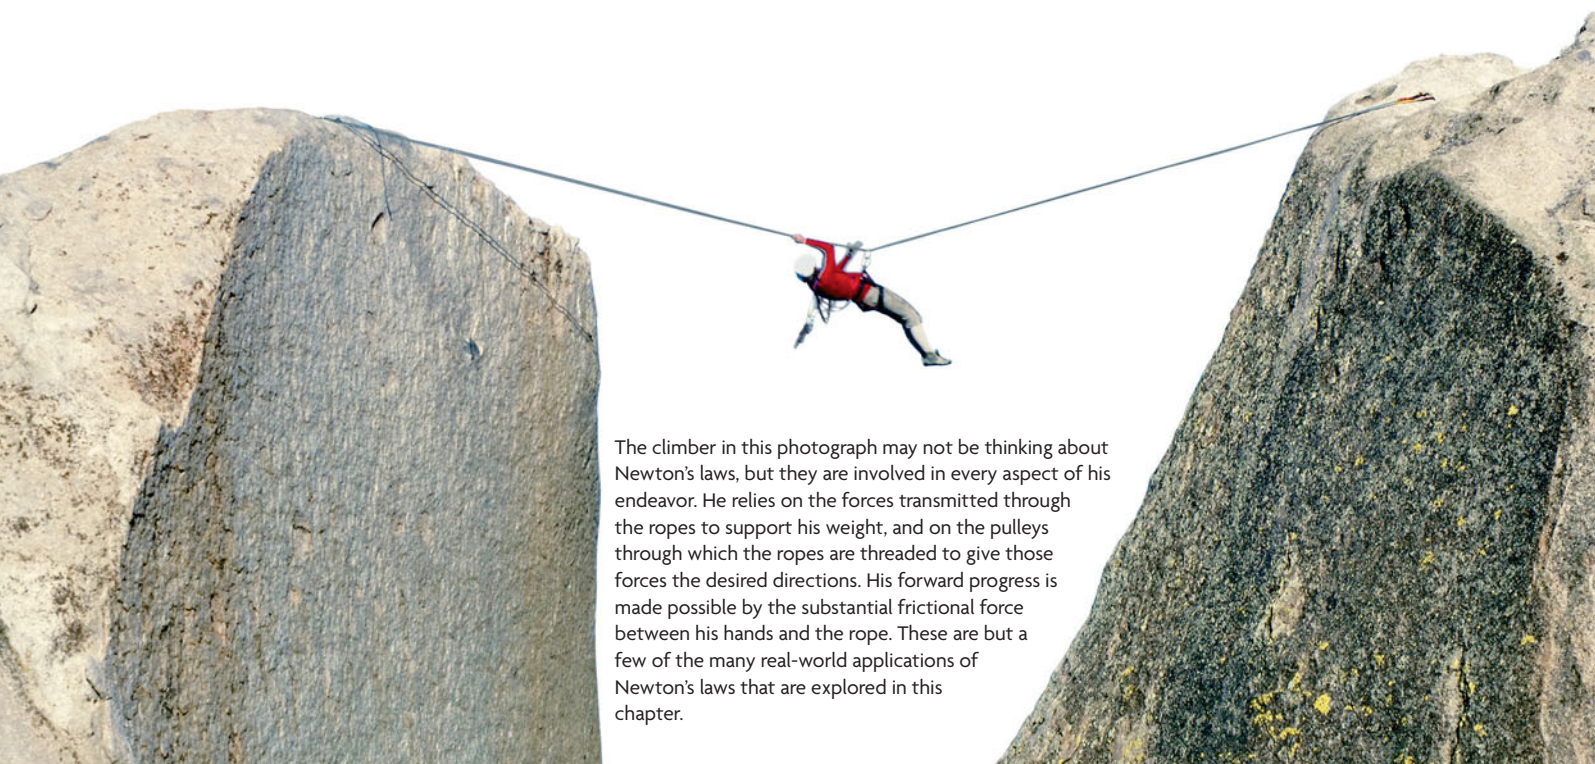 The climber in this photograph may not be thinking about
Newton’s laws, but they are involved in every aspect of his
endeavor. He relies on the forces transmitted through
the ropes to support his weight, and on the pulleys
through which the ropes are threaded to give those
forces the desired directions. His forward progress is
made possible by the substantial frictional force
between his hands and the rope. These are but a
few of the many real-world applications of
Newton’s laws that are explored in this
chapter.